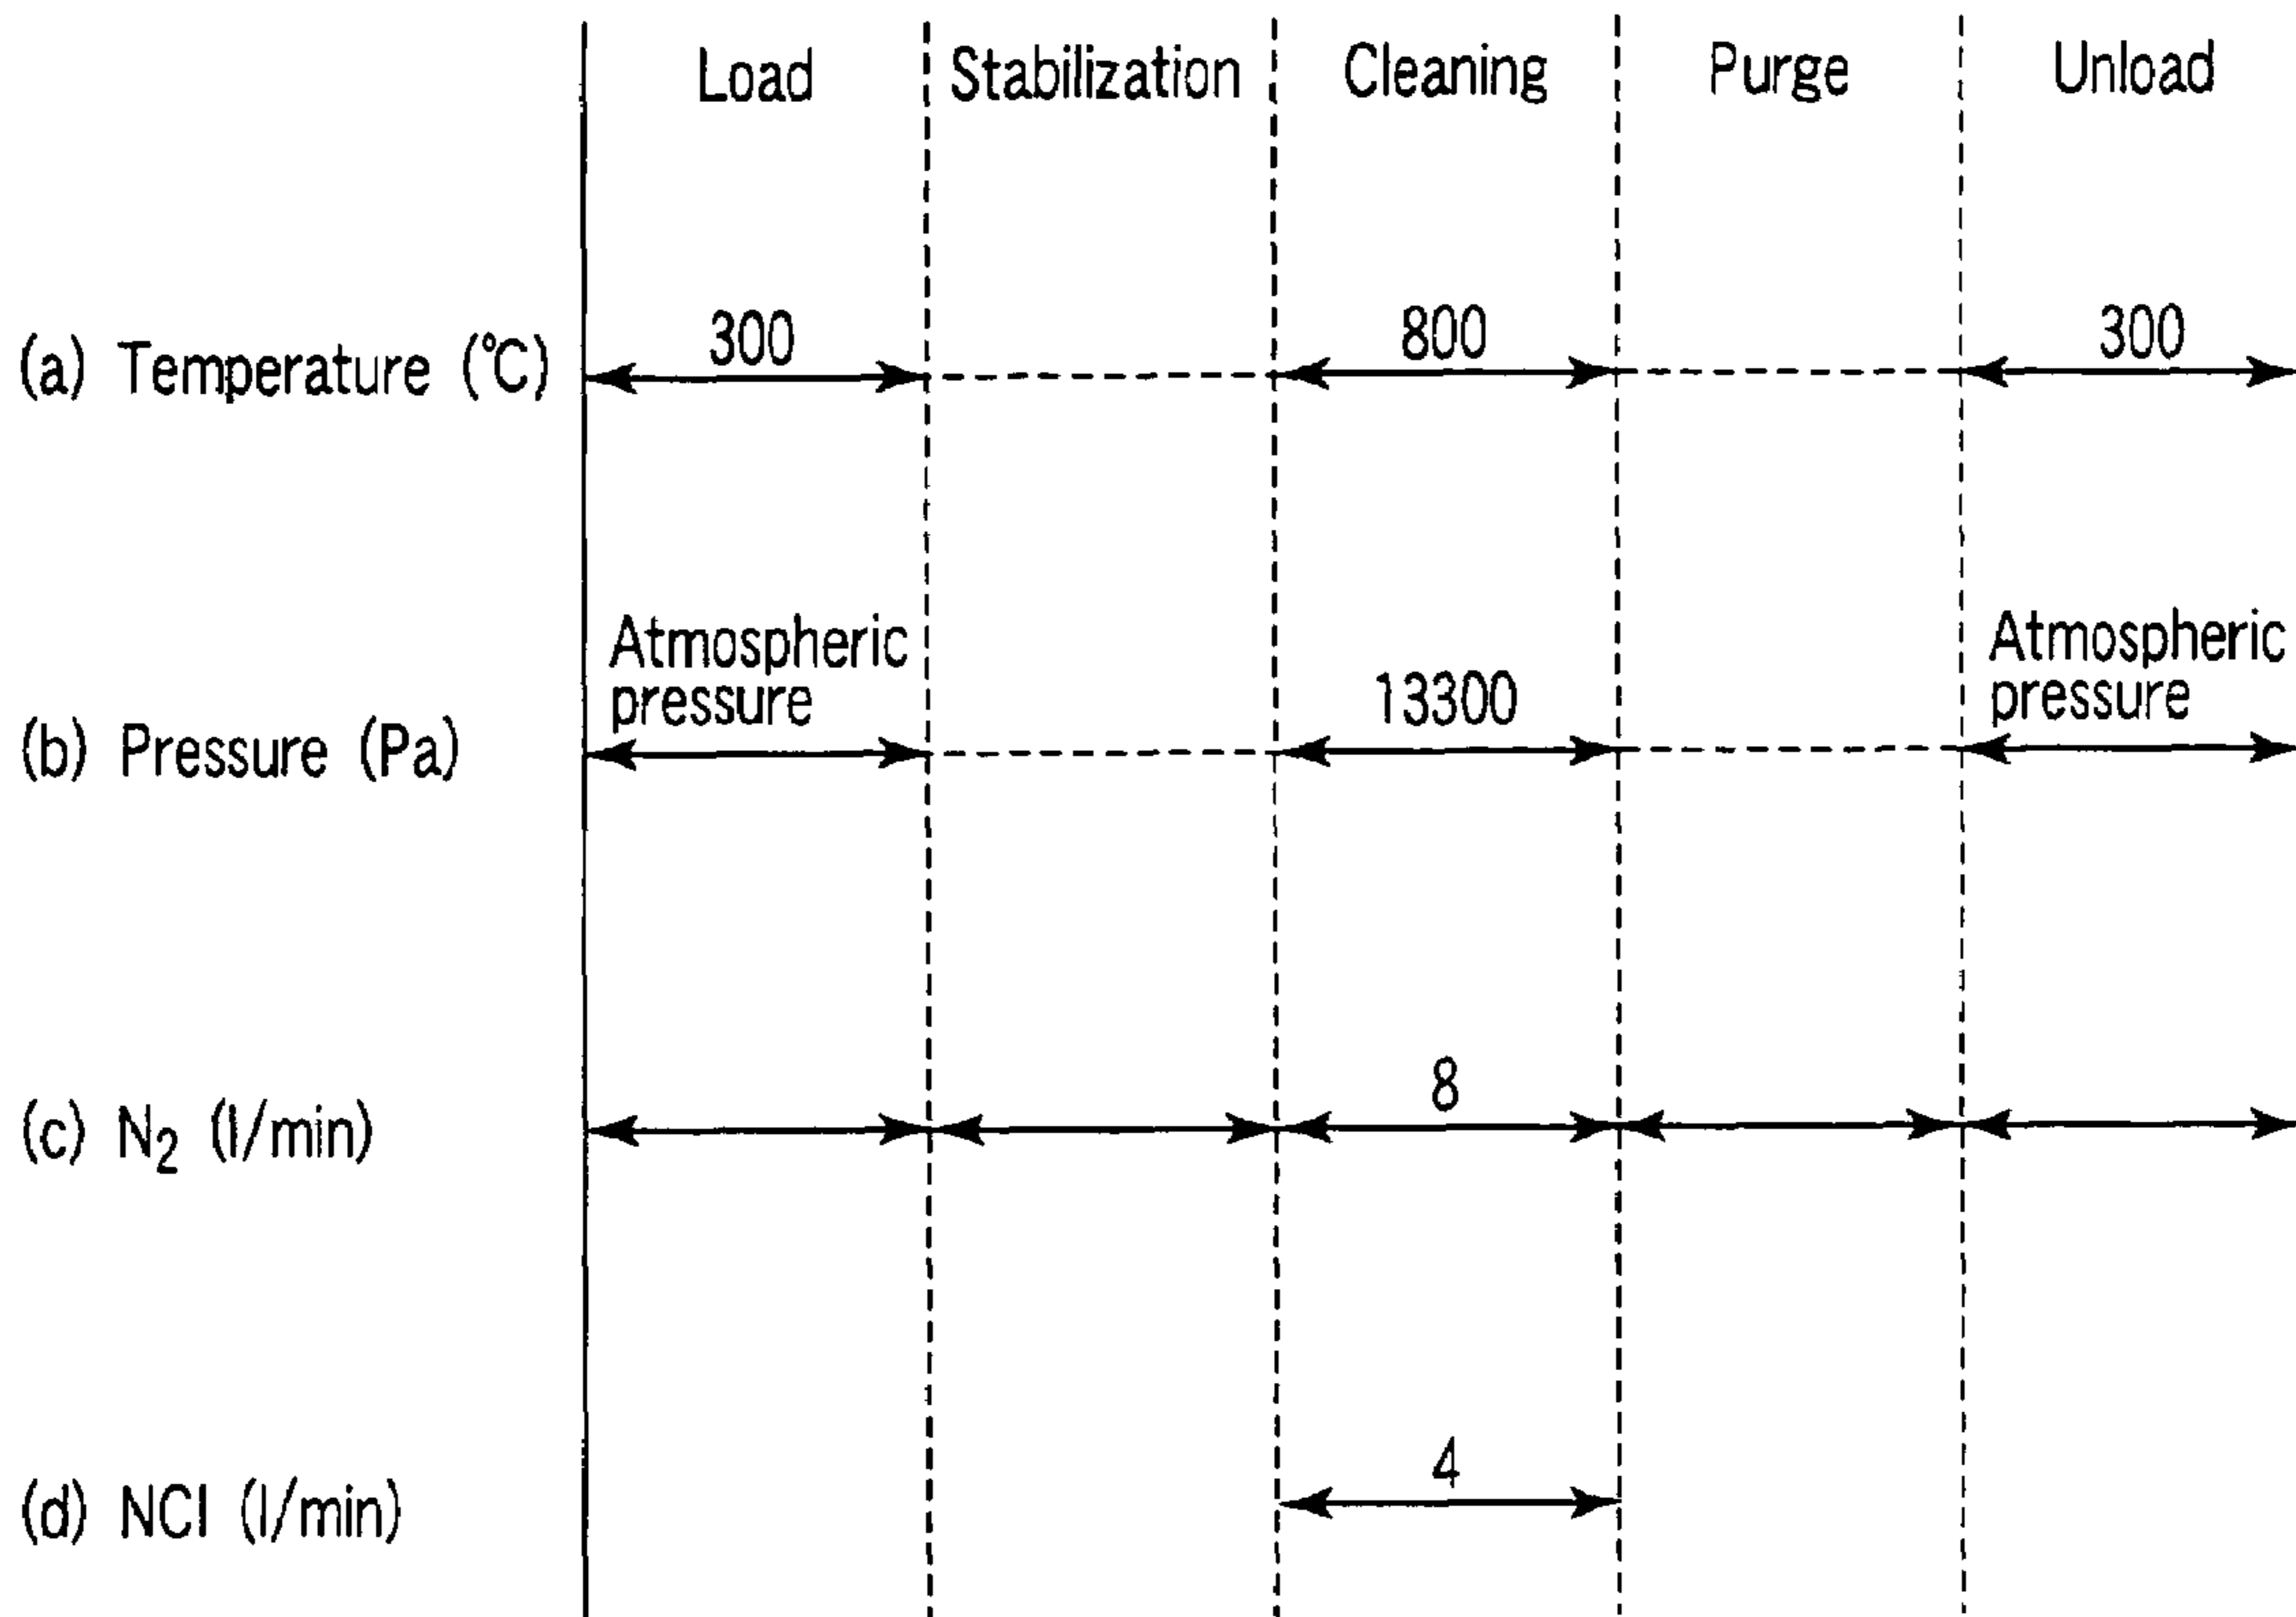 Load Stabilization Cleaning Purge Unload
(a) Temperature (℃) 300 800 300
Atmospheric Atmospheric
pressure 13300 pressure
(b) Pressure (Pa)
8
(c) N₂ (l/min)
4
(d) NCl (l/min)